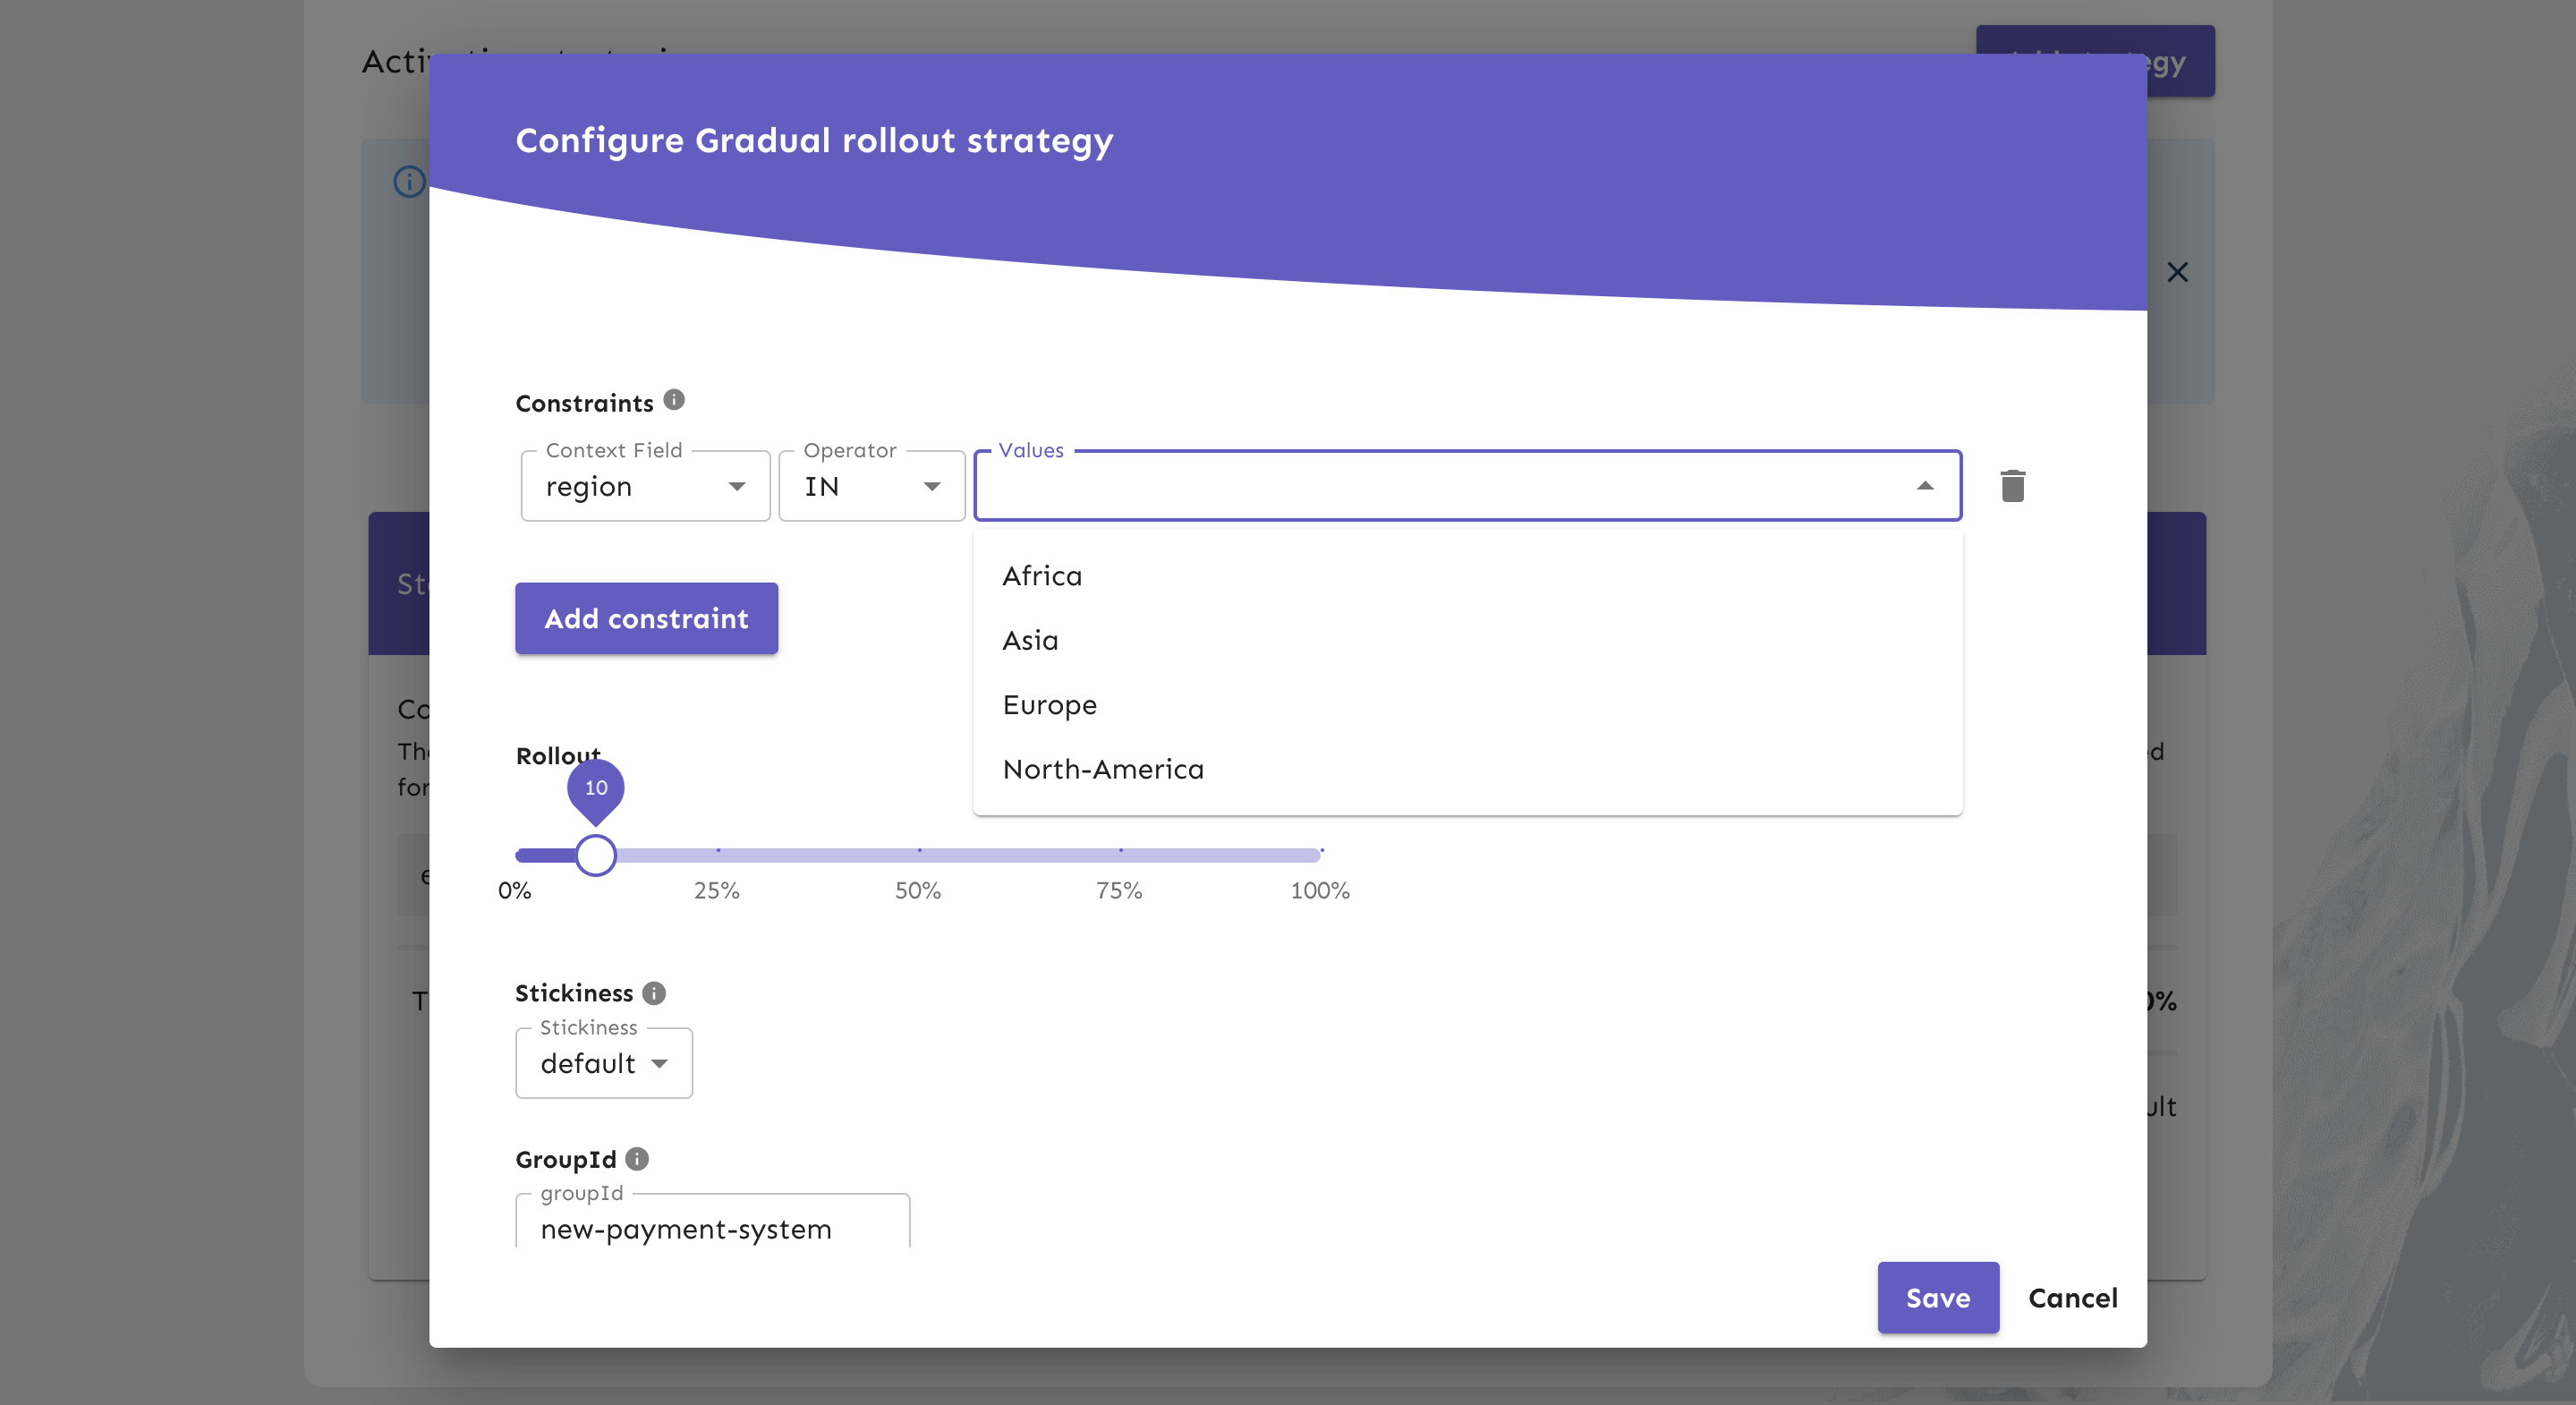 Configure Gradual rollout strategy
Constraints
Context Field
region
Operator
IN
Values
Africa
Asia
Europe
North-America
Add constraint
Rollout
10
0% 25% 50% 75% 100%
Stickiness
Stickiness
default
GroupId
groupId
new-payment-system
Save Cancel